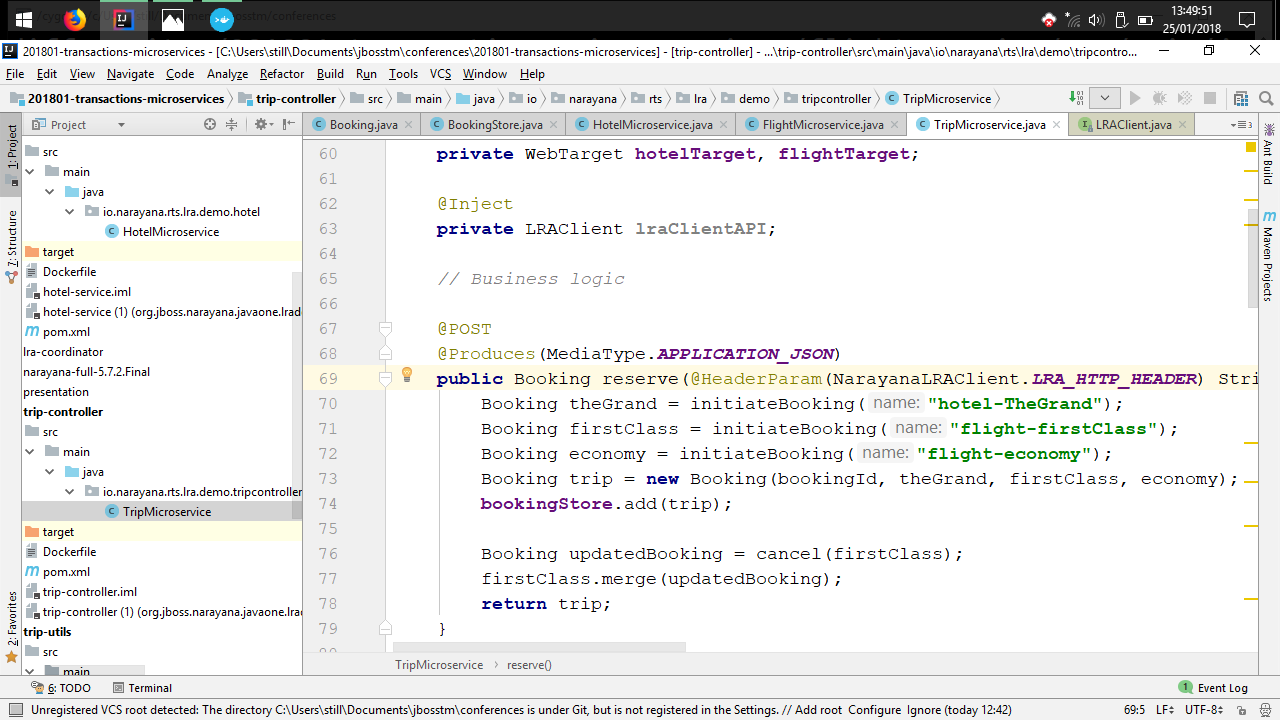 13:49:51
25/01/2018
201801-transactions-microservices - [C:\Users\still\Documents\jbosstm\conferences\201801-transactions-microservices] - [trip-controller] - ...\trip-controller\src\main\java\io\narayana\rts\lra\demo\tripcontro...
File Edit View Navigate Code Analyze Refactor Build Run Tools VCS Window Help
201801-transactions-microservices trip-controller src main java io narayana rts lra demo tripcontroller TripMicroservice
1: Project
7: Structure
2: Favorites
Project
src
main
java
io.narayana.rts.lra.demo.hotel
HotelMicroservice
target
Dockerfile
hotel-service.iml
hotel-service (1) (org.jboss.narayana.javaone.lrad
pom.xml
lra-coordinator
narayana-full-5.7.2.Final
presentation
trip-controller
src
main
java
io.narayana.rts.lra.demo.tripcontroller
TripMicroservice
target
Dockerfile
pom.xml
trip-controller.iml
trip-controller (1) (org.jboss.narayana.javaone.lrad
trip-utils
src
main
Booking.java BookingStore.java HotelMicroservice.java FlightMicroservice.java TripMicroservice.java LRAClient.java 3
60 private WebTarget hotelTarget, flightTarget;
61
62 @Inject
63 private LRAClient lraClientAPI;
64
65 // Business logic
66
67 @POST
68 @Produces(MediaType.APPLICATION_JSON)
69 public Booking reserve(@HeaderParam(NarayanaLRAClient.LRA_HTTP_HEADER) Stri
70 Booking theGrand = initiateBooking( name: "hotel-TheGrand");
71 Booking firstClass = initiateBooking( name: "flight-firstClass");
72 Booking economy = initiateBooking( name: "flight-economy");
73 Booking trip = new Booking(bookingId, theGrand, firstClass, economy);
74 bookingStore.add(trip);
75
76 Booking updatedBooking = cancel(firstClass);
77 firstClass.merge(updatedBooking);
78 return trip;
79 }
TripMicroservice reserve()
Ant Build
Maven Projects
6: TODO Terminal 1 Event Log
Unregistered VCS root detected: The directory C:\Users\still\Documents\jbosstm\conferences is under Git, but is not registered in the Settings. // Add root Configure Ignore (today 12:42) 69:5 LF UTF-8